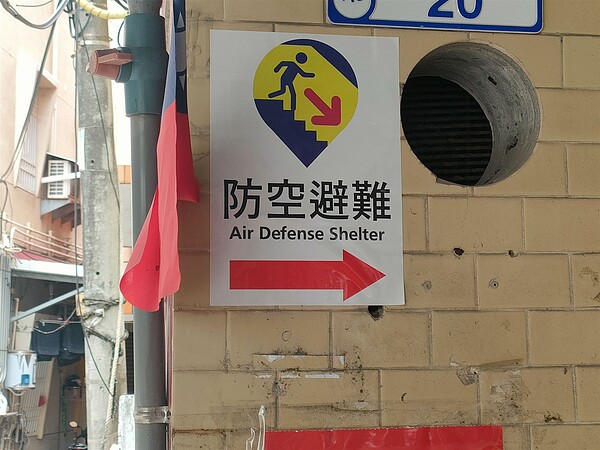 20
防空避難
Air Defense Shelter